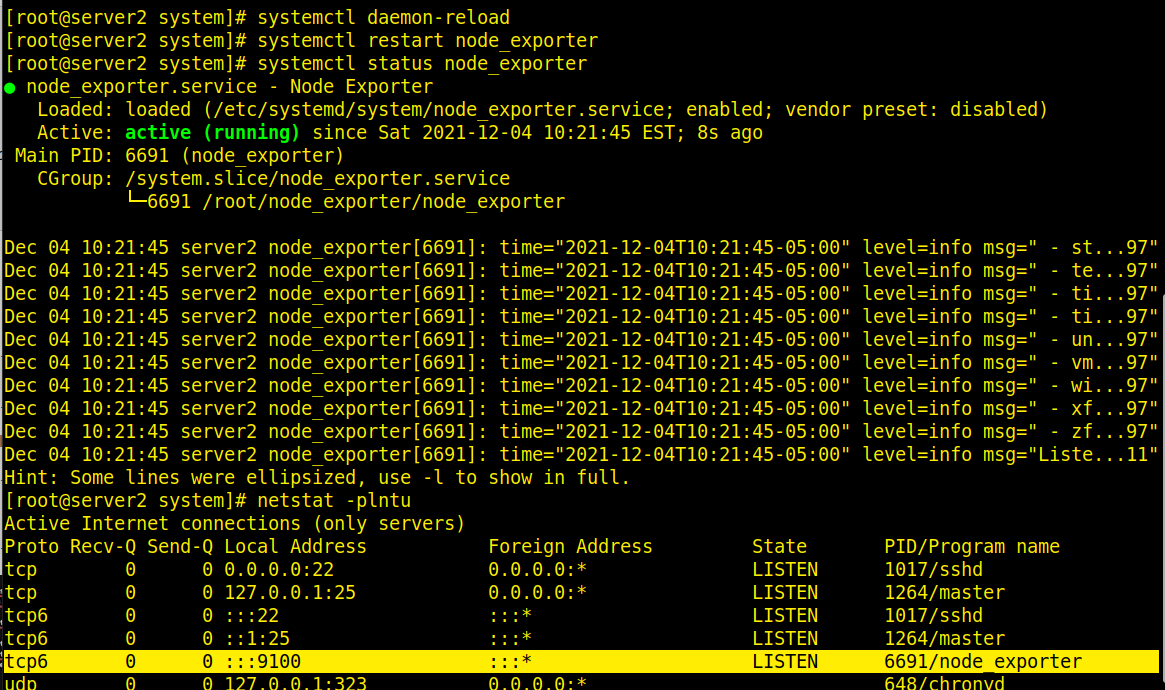 [root@server2 system]# systemctl daemon-reload
[root@server2 system]# systemctl restart node_exporter
[root@server2 system]# systemctl status node_exporter
● node_exporter.service - Node Exporter
   Loaded: loaded (/etc/systemd/system/node_exporter.service; enabled; vendor preset: disabled)
   Active: active (running) since Sat 2021-12-04 10:21:45 EST; 8s ago
 Main PID: 6691 (node_exporter)
   CGroup: /system.slice/node_exporter.service
           └─6691 /root/node_exporter/node_exporter
Dec 04 10:21:45 server2 node_exporter[6691]: time="2021-12-04T10:21:45-05:00" level=info msg=" - st...97"
Dec 04 10:21:45 server2 node_exporter[6691]: time="2021-12-04T10:21:45-05:00" level=info msg=" - te...97"
Dec 04 10:21:45 server2 node_exporter[6691]: time="2021-12-04T10:21:45-05:00" level=info msg=" - ti...97"
Dec 04 10:21:45 server2 node_exporter[6691]: time="2021-12-04T10:21:45-05:00" level=info msg=" - ti...97"
Dec 04 10:21:45 server2 node_exporter[6691]: time="2021-12-04T10:21:45-05:00" level=info msg=" - un...97"
Dec 04 10:21:45 server2 node_exporter[6691]: time="2021-12-04T10:21:45-05:00" level=info msg=" - vm...97"
Dec 04 10:21:45 server2 node_exporter[6691]: time="2021-12-04T10:21:45-05:00" level=info msg=" - wi...97"
Dec 04 10:21:45 server2 node_exporter[6691]: time="2021-12-04T10:21:45-05:00" level=info msg=" - xf...97"
Dec 04 10:21:45 server2 node_exporter[6691]: time="2021-12-04T10:21:45-05:00" level=info msg=" - zf...97"
Dec 04 10:21:45 server2 node_exporter[6691]: time="2021-12-04T10:21:45-05:00" level=info msg="Liste...11"
Hint: Some lines were ellipsized, use -l to show in full.
[root@server2 system]# netstat -plntu
Active Internet connections (only servers)
Proto Recv-Q Send-Q Local Address           Foreign Address         State       PID/Program name
tcp        0      0 0.0.0.0:22              0.0.0.0:*               LISTEN      1017/sshd
tcp        0      0 127.0.0.1:25            0.0.0.0:*               LISTEN      1264/master
tcp6       0      0 :::22                   :::*                    LISTEN      1017/sshd
tcp6       0      0 ::1:25                  :::*                    LISTEN      1264/master
tcp6       0      0 :::9100                 :::*                    LISTEN      6691/node_exporter
udp        0      0 127.0.0.1:323           0.0.0.0:*                           648/chronyd